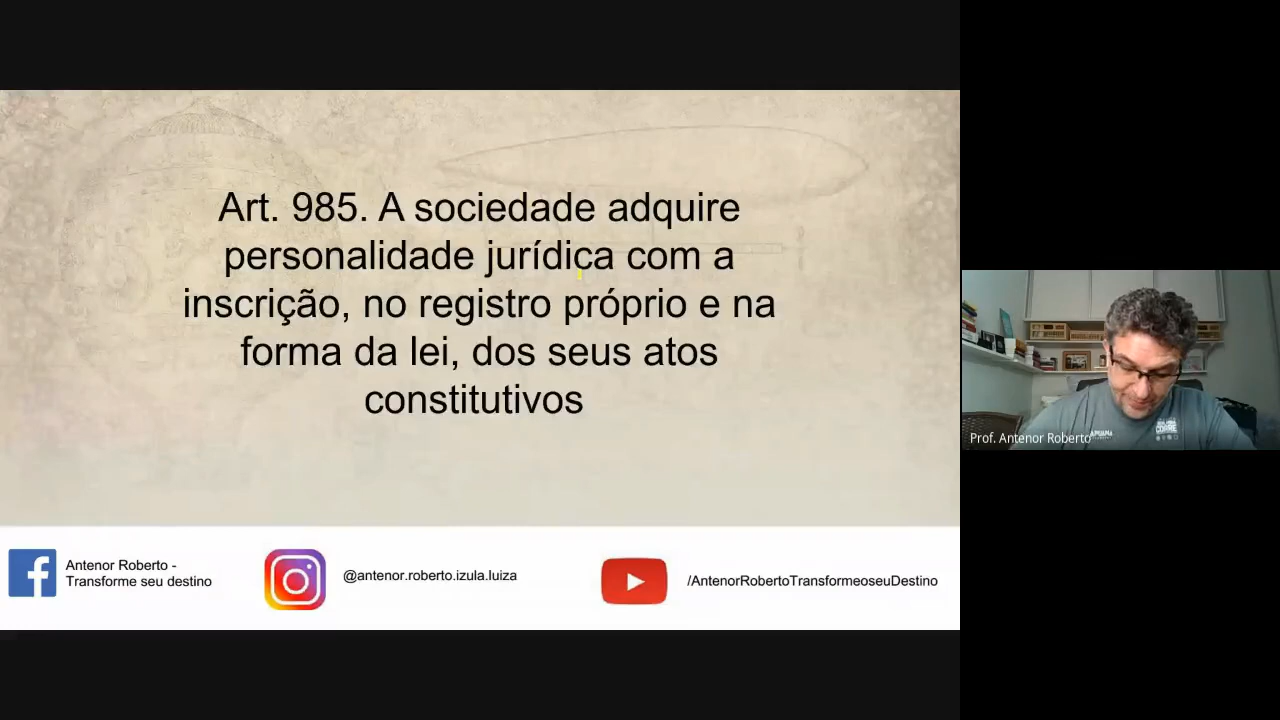 Art. 985. A sociedade adquire
personalidade jurídica com a
inscrição, no registro próprio e na
forma da lei, dos seus atos
constitutivos
Antenor Roberto -
Transforme seu destino
@antenor.roberto.izula.luiza
/AntenorRobertoTransformeoseuDestino
Prof. Antenor Roberto